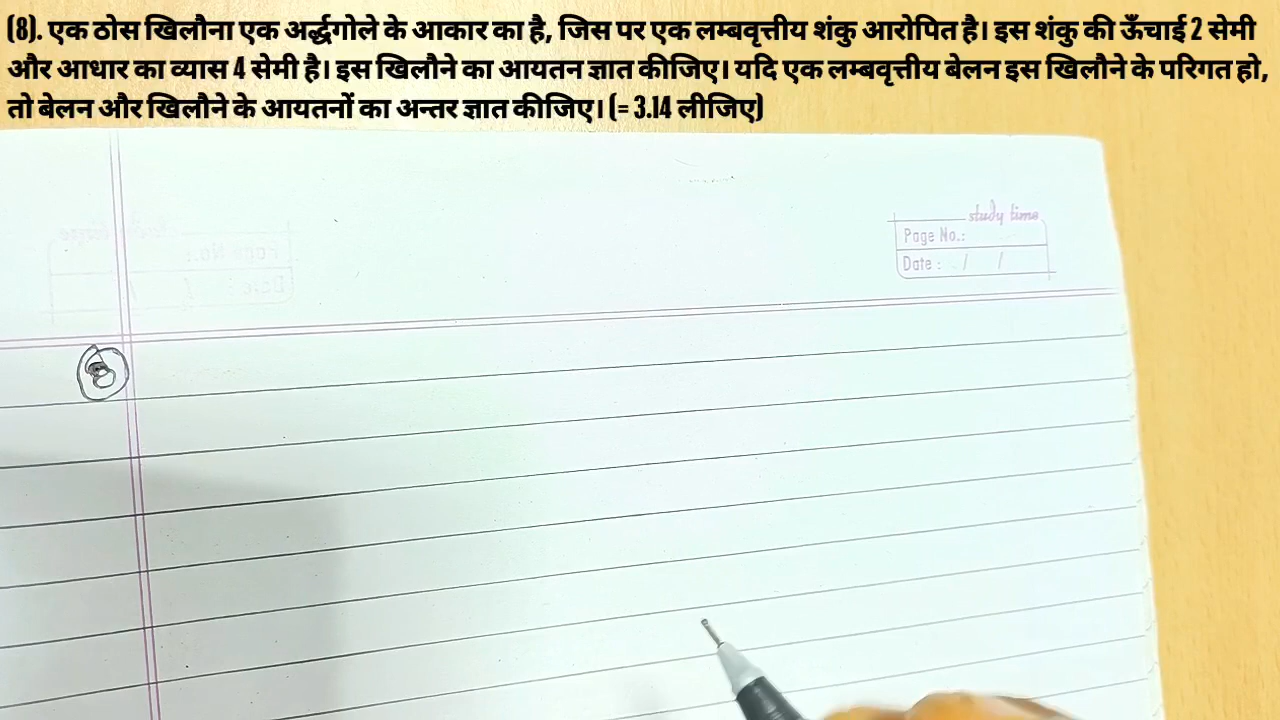 (8). एक ठोस खिलौना एक अर्द्धगोले के आकार का है, जिस पर एक लम्बवृत्तीय शंकु आरोपित है। इस शंकु की ऊँचाई 2 सेमी
और आधार का व्यास 4 सेमी है। इस खिलौने का आयतन ज्ञात कीजिए। यदि एक लम्बवृत्तीय बेलन इस खिलौने के परिगत हो,
तो बेलन और खिलौने के आयतनों का अन्तर ज्ञात कीजिए। (= 3.14 लीजिए)
study time
Page No.:
Date : / /
8